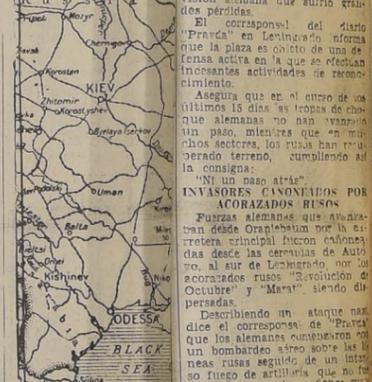 Mozyr
Chernigov
Korosten
KIEV
Zhitomir
Korostyshev
Byelaya Tserkov
Uman
Balta
Kishinev
ODESSA
BLACK
SEA
alemana que sufrió gran-
des pérdidas.
El corresponsal del diario
"Pravda" en Leningrado informa
que la plaza es objeto de una de-
fensa activa en la que se efectúan
incesantes actividades de recono-
cimiento.
Asegura que en el curso de los
últimos 15 días las tropas de cho-
que alemanas no han avanzado
un paso, mientras que en mu-
chos sectores, los rusos han recu-
perado terreno, cumpliendo así
la consigna:
"Ni un paso atrás".
INVASORES CAÑONEADOS POR
ACORAZADOS RUSOS
Fuerzas alemanas que avanza-
ban desde Oraniebaum por la ca-
rretera principal fueron cañonea-
das desde las cercanías de Auto-
vo, al sur de Leningrado por los
acorazados rusos "Revolución de
Octubre" y "Marat", siendo dis-
persadas.
Describiendo un ataque nazi
dice el corresponsal de "Pravda"
que los alemanes comenzaron con
un bombardeo aéreo sobre las lí-
neas rusas seguido de un inten-
so fuego de artillería que no fue